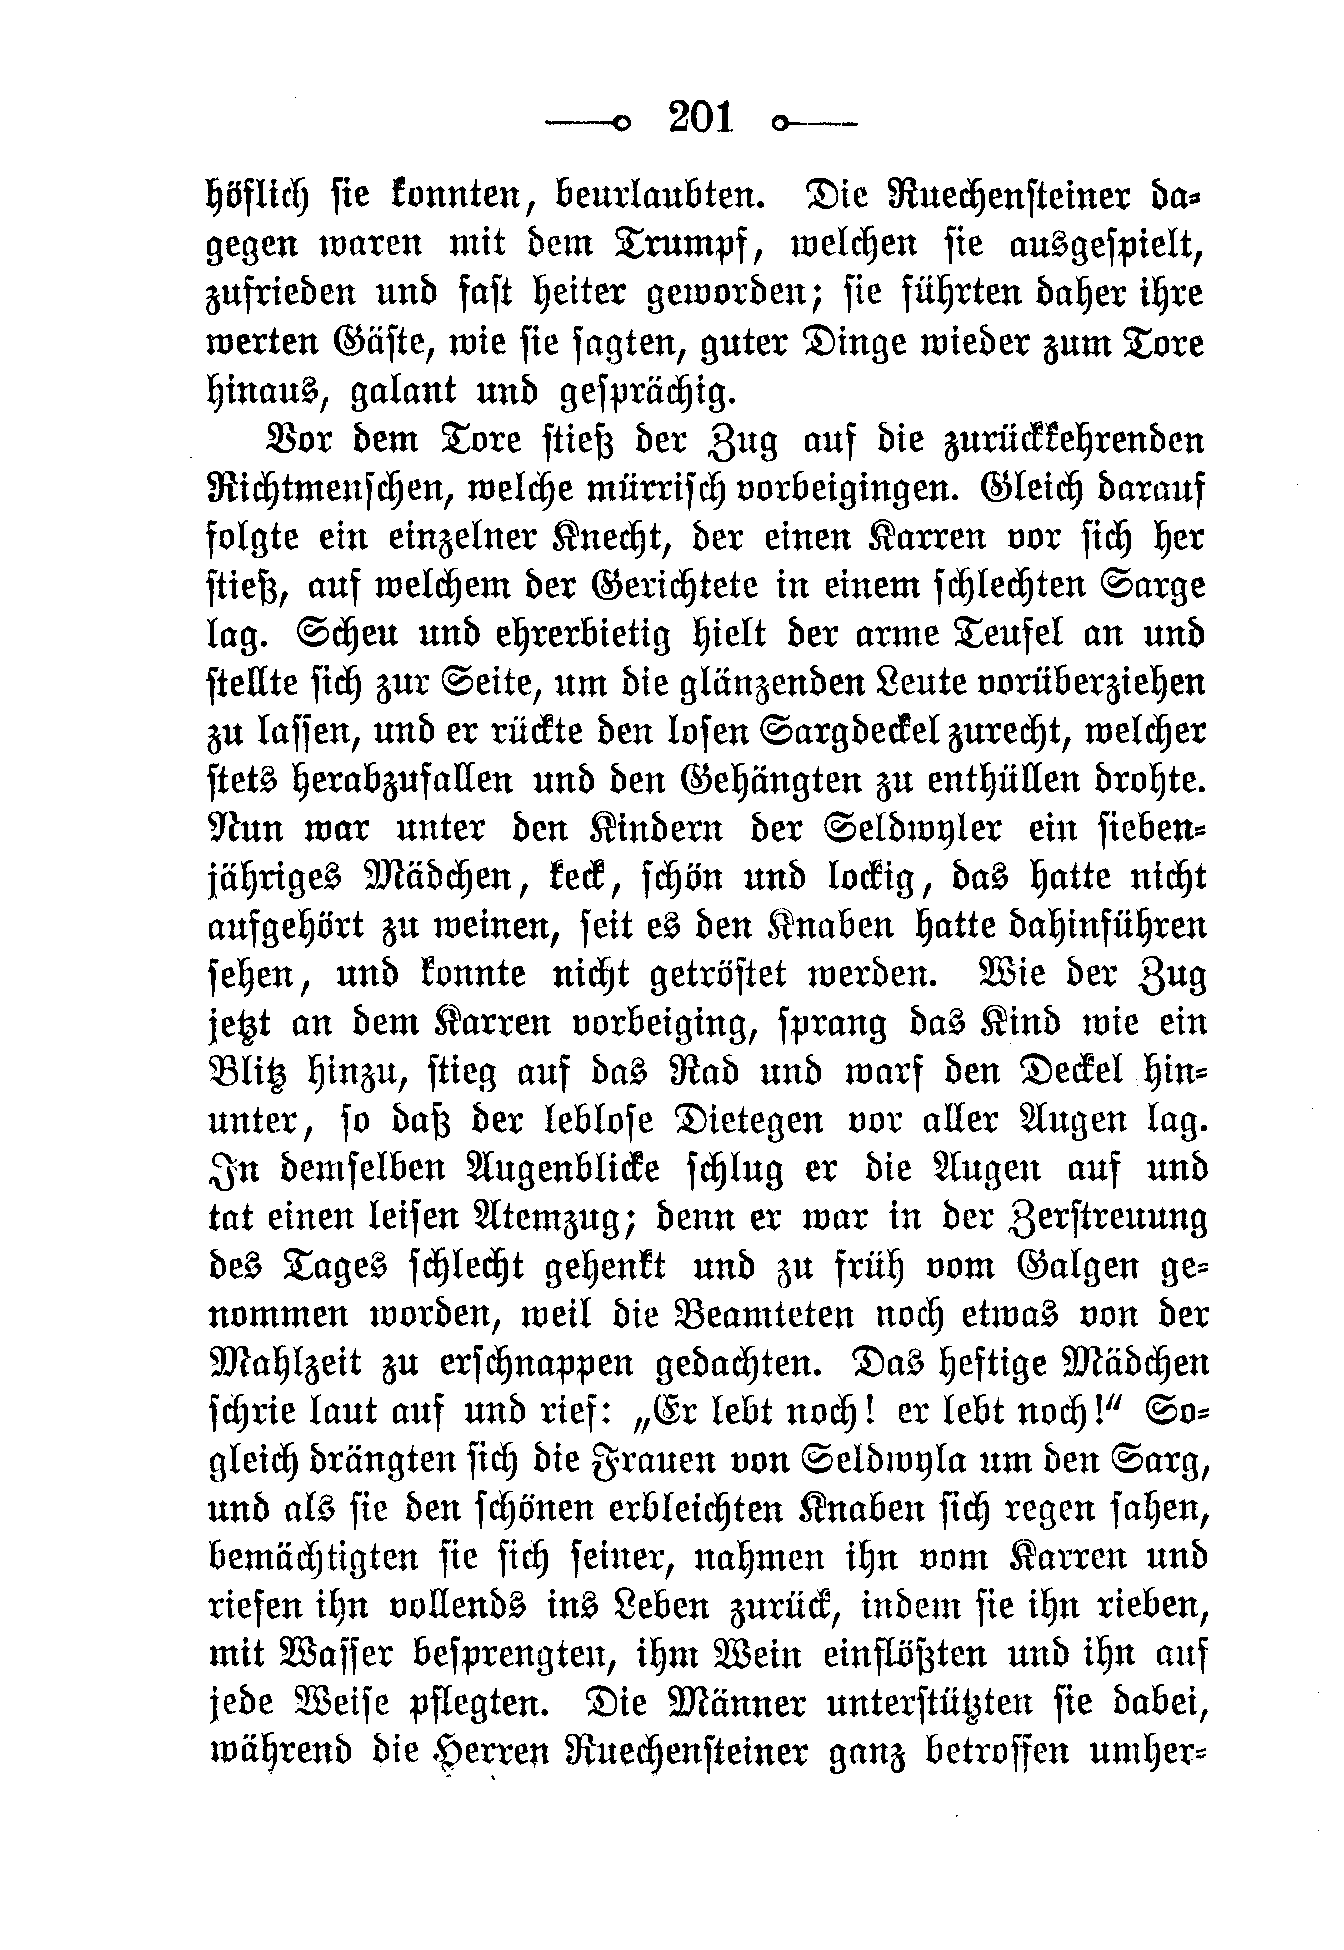 201
höflich sie konnten, beurlaubten. Die Ruechensteiner da-
gegen waren mit dem Trumpf, welchen sie ausgespielt,
zufrieden und fast heiter geworden; sie führten daher ihre
werten Gäste, wie sie sagten, guter Dinge wieder zum Tore
hinaus, galant und gesprächig.
Vor dem Tore stieß der Zug auf die zurückkehrenden
Richtmenschen, welche mürrisch vorbeigingen. Gleich darauf
folgte ein einzelner Knecht, der einen Karren vor sich her
stieß, auf welchem der Gerichtete in einem schlechten Sarge
lag. Scheu und ehrerbietig hielt der arme Teufel an und
stellte sich zur Seite, um die glänzenden Leute vorüberziehen
zu lassen, und er rückte den losen Sargdeckel zurecht, welcher
stets herabzufallen und den Gehängten zu enthüllen drohte.
Nun war unter den Kindern der Seldwyler ein sieben-
jähriges Mädchen, keck, schön und lockig, das hatte nicht
aufgehört zu weinen, seit es den Knaben hatte dahinführen
sehen, und konnte nicht getröstet werden. Wie der Zug
jetzt an dem Karren vorbeiging, sprang das Kind wie ein
Blitz hinzu, stieg auf das Rad und warf den Deckel hin-
unter, so daß der leblose Dietegen vor aller Augen lag.
In demselben Augenblicke schlug er die Augen auf und
tat einen leisen Atemzug; denn er war in der Zerstreuung
des Tages schlecht gehenkt und zu früh vom Galgen ge-
nommen worden, weil die Beamteten noch etwas von der
Mahlzeit zu erschnappen gedachten. Das heftige Mädchen
schrie laut auf und rief: „Er lebt noch! er lebt noch!“ So-
gleich drängten sich die Frauen von Seldwyla um den Sarg,
und als sie den schönen erbleichten Knaben sich regen sahen,
bemächtigten sie sich seiner, nahmen ihn vom Karren und
riefen ihn vollends ins Leben zurück, indem sie ihn rieben,
mit Wasser besprengten, ihm Wein einflößten und ihn auf
jede Weise pflegten. Die Männer unterstützten sie dabei,
während die Herren Ruechensteiner ganz betroffen umher-